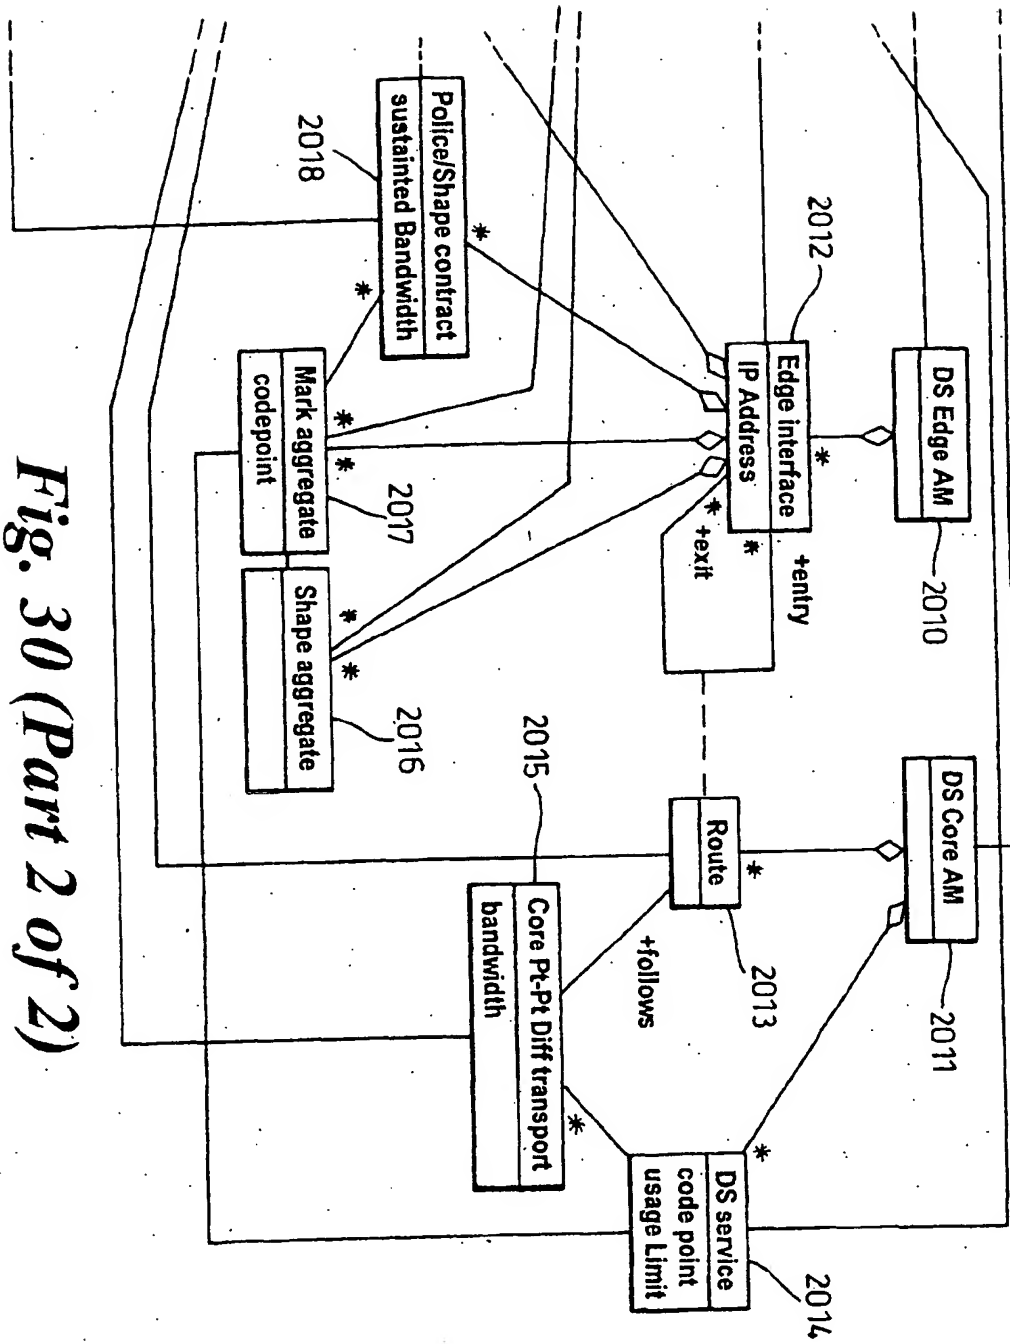 DS Edge AM
2010
DS Core AM
2011
2012
Edge interface
IP Address
*
*
+entry
*
+exit
Route
*
2013
+follows
DS service
code point
usage Limit
*
2014
2015
Core Pt-Pt Diff transport
bandwidth
*
Police/Shape contract
sustainted Bandwidth
*
*
2018
Mark aggregate
codepoint
*
*
2017
Shape aggregate
*
*
2016
Fig. 30 (Part 2 of 2)